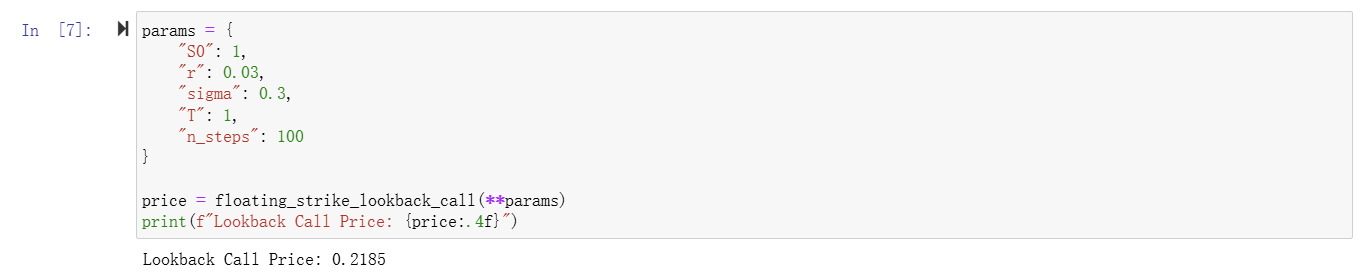 In [7]:
params = {
    "S0": 1,
    "r": 0.03,
    "sigma": 0.3,
    "T": 1,
    "n_steps": 100
}
price = floating_strike_lookback_call(**params)
print(f"Lookback Call Price: {price:.4f}")
Lookback Call Price: 0.2185